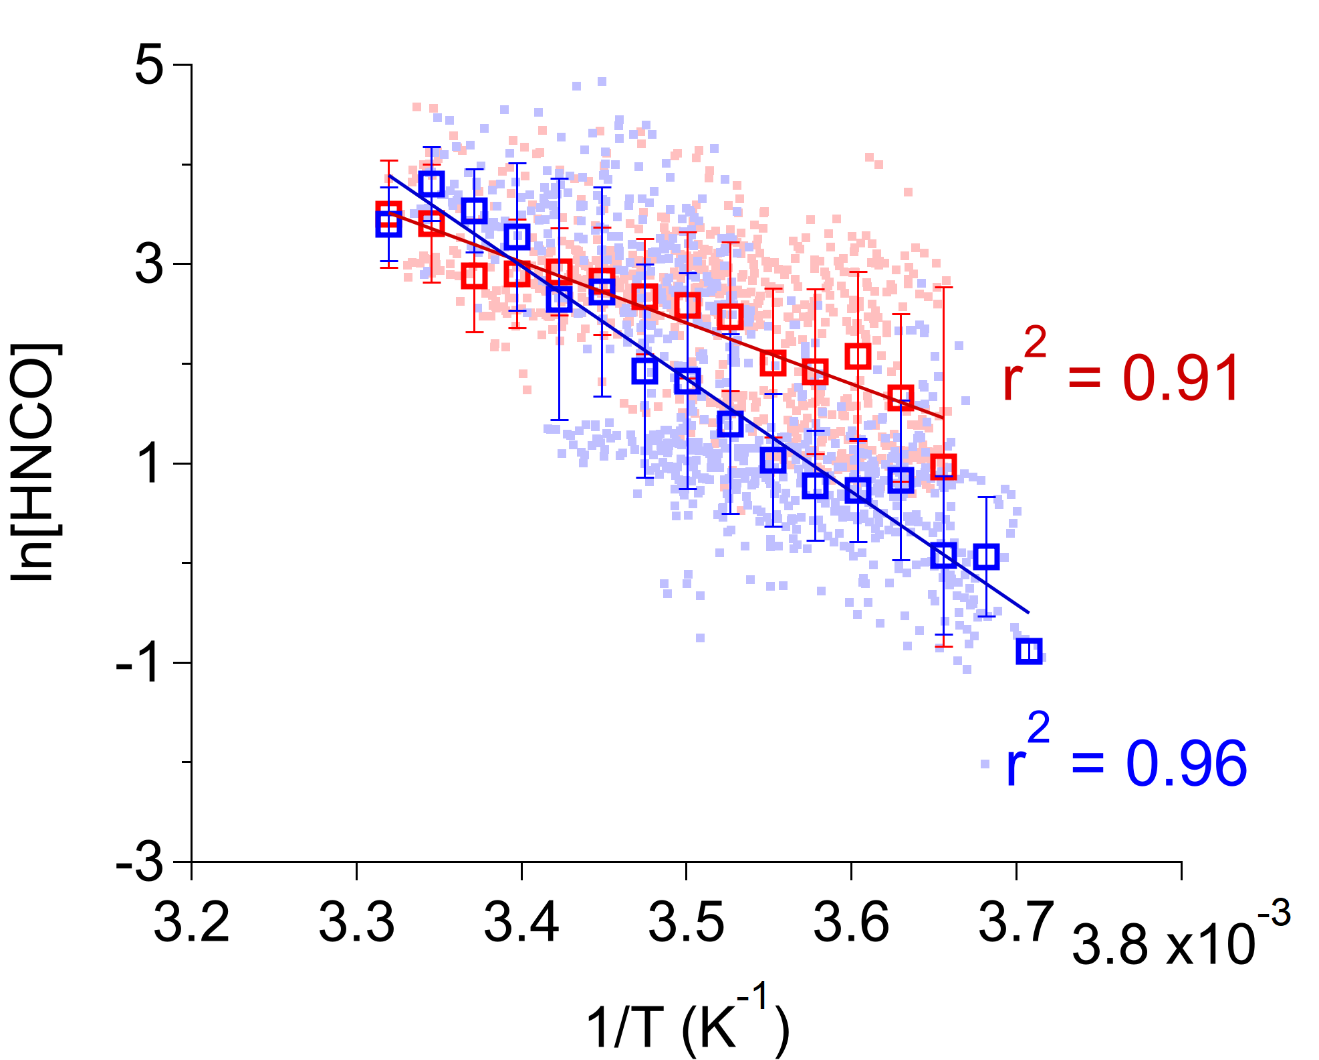 5
3
1
-1
-3
ln[HNCO]
r² = 0.91
r² = 0.96
3.2 3.3 3.4 3.5 3.6 3.7 3.8 x10⁻³
1/T (K⁻¹)